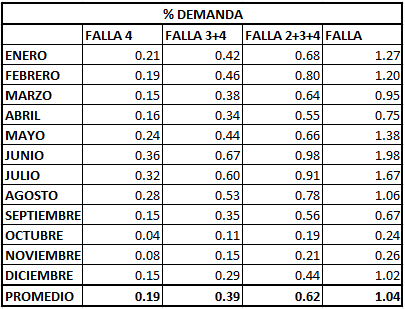 % DEMANDA
FALLA 4 FALLA 3+4 FALLA 2+3+4 FALLA
ENERO 0.21 0.42 0.68 1.27
FEBRERO 0.19 0.46 0.80 1.20
MARZO 0.15 0.38 0.64 0.95
ABRIL 0.16 0.34 0.55 0.75
MAYO 0.24 0.44 0.66 1.38
JUNIO 0.36 0.67 0.98 1.98
JULIO 0.32 0.60 0.91 1.67
AGOSTO 0.28 0.53 0.78 1.06
SEPTIEMBRE 0.15 0.35 0.56 0.67
OCTUBRE 0.04 0.11 0.19 0.24
NOVIEMBRE 0.08 0.15 0.21 0.26
DICIEMBRE 0.15 0.29 0.44 1.02
PROMEDIO 0.19 0.39 0.62 1.04